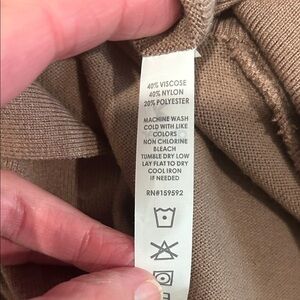 40% VISCOSE
40% NYLON
20% POLYESTER
MACHINE WASH
COLD WITH LIKE
COLORS
NON CHLORINE
BLEACH
TUMBLE DRY LOW
LAY FLAT TO DRY
COOL IRON
IF NEEDED
RN#159592